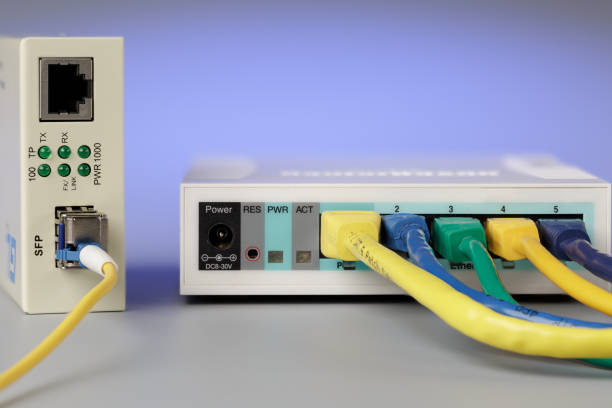 TP TX RX
100 FX/LINK PWR 1000
SFP
Power RES PWR ACT 2 3 4 5
DC8-30V